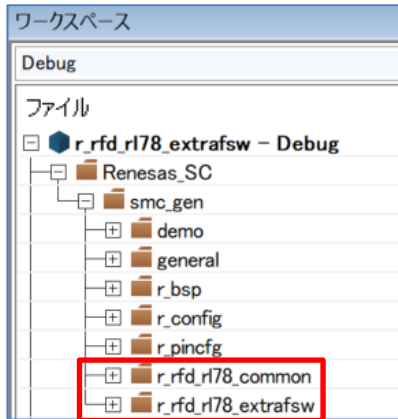 ワークスペース
Debug
ファイル
r_rfd_rl78_extrafsw - Debug
Renesas_SC
smc_gen
demo
general
r_bsp
r_config
r_pincfg
r_rfd_rl78_common
r_rfd_rl78_extrafsw